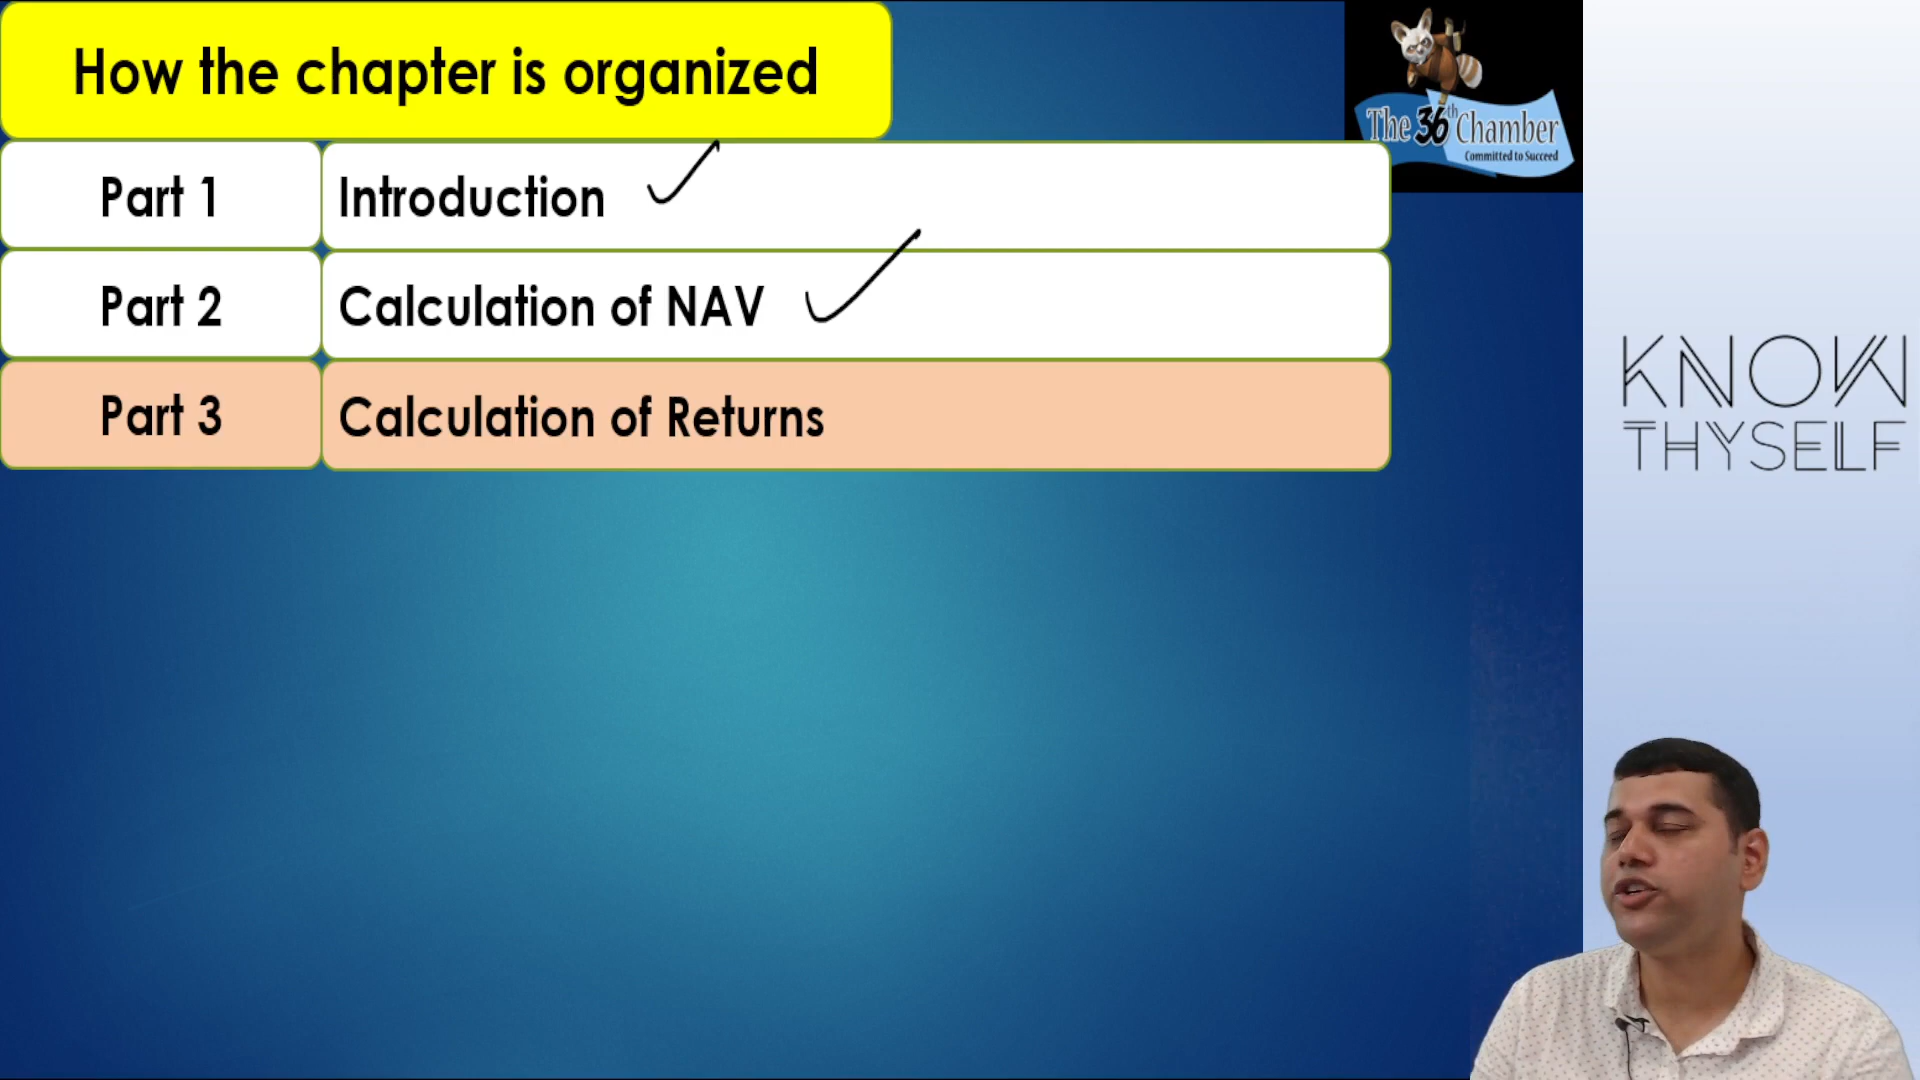 How the chapter is organized
The 36th Chamber
Committed to Succeed
Part 1 Introduction
Part 2 Calculation of NAV
Part 3 Calculation of Returns
KNOW
THYSELF